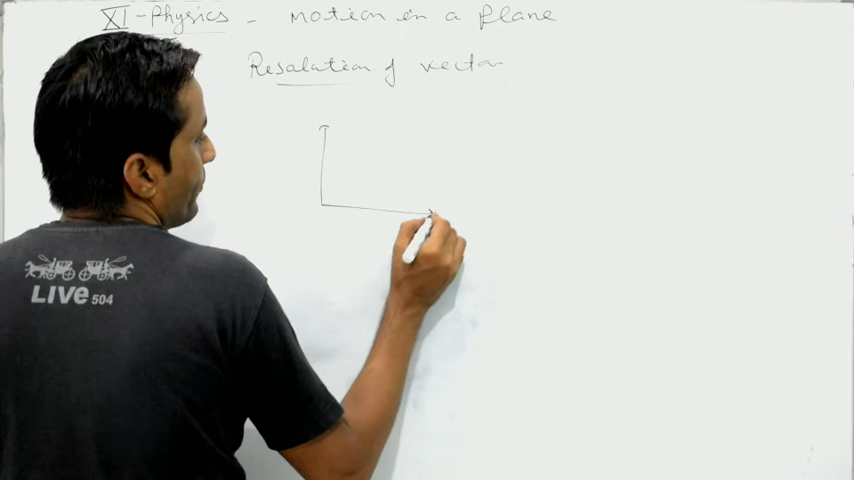 XI-Physics - Motion in a Plane
Resolution of vector
LIVE 504